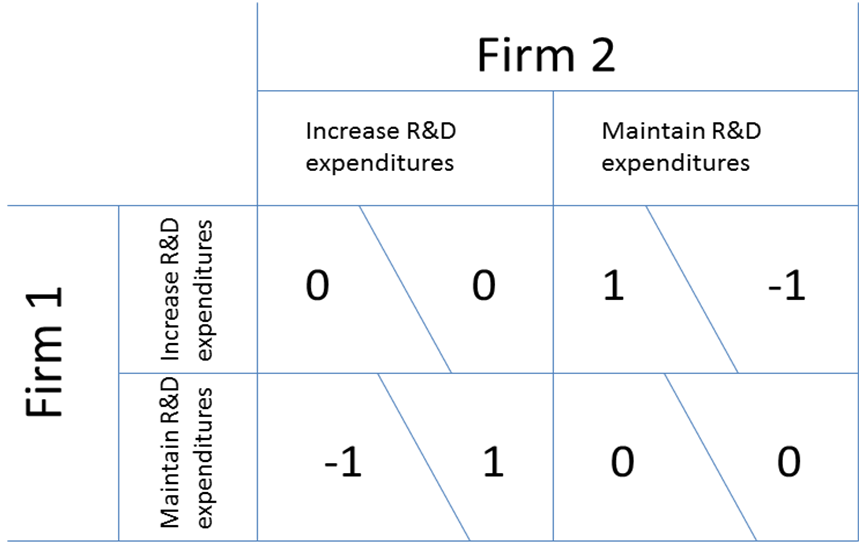 Firm 2
Increase R&D
expenditures
Maintain R&D
expenditures
Firm 1
Increase R&D
expenditures
0
0
1
-1
Maintain R&D
expenditures
-1
1
0
0